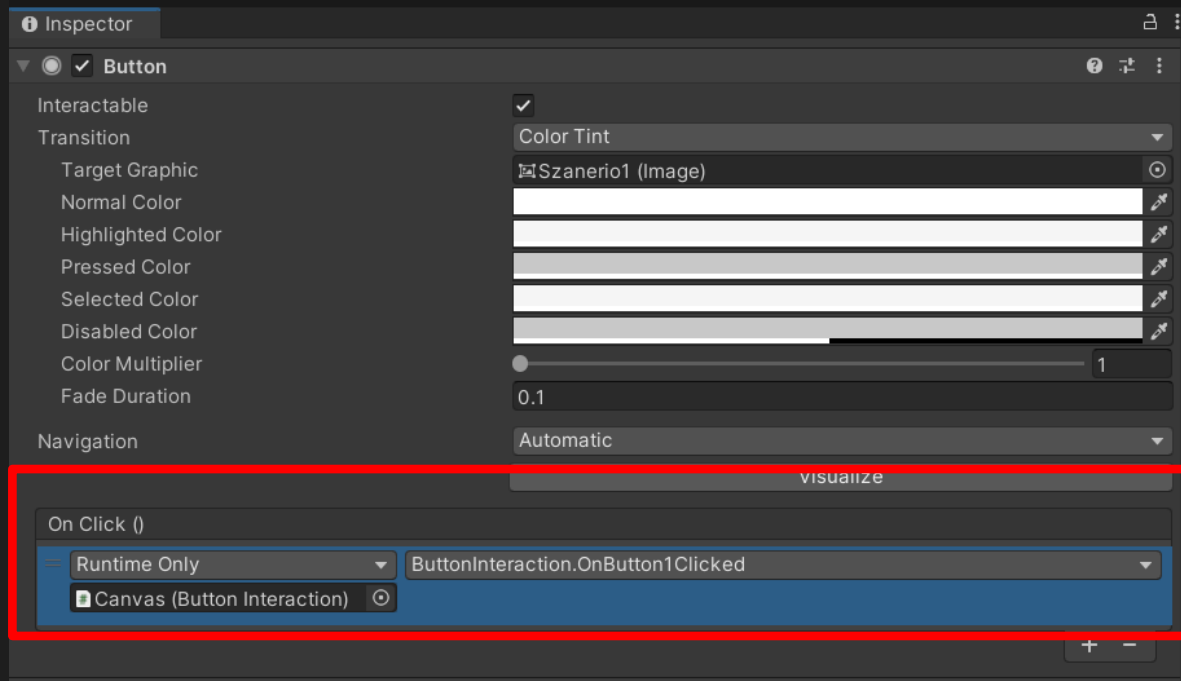 Inspector
Button
Interactable
Transition Color Tint
Target Graphic Szanerio1 (Image)
Normal Color
Highlighted Color
Pressed Color
Selected Color
Disabled Color
Color Multiplier 1
Fade Duration 0.1
Navigation Automatic
Visualize
On Click ()
Runtime Only ButtonInteraction.OnButton1Clicked
Canvas (Button Interaction)
+ −